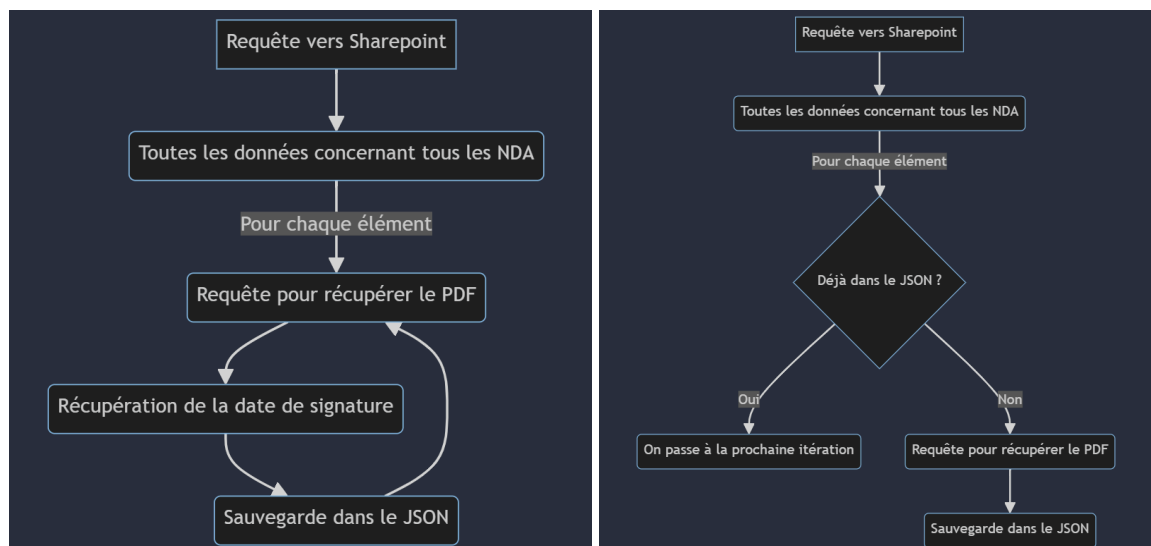 Requête vers Sharepoint
Toutes les données concernant tous les NDA
Pour chaque élément
Requête pour récupérer le PDF
Récupération de la date de signature
Sauvegarde dans le JSON
Requête vers Sharepoint
Toutes les données concernant tous les NDA
Pour chaque élément
Déjà dans le JSON ?
Oui
Non
On passe à la prochaine itération
Requête pour récupérer le PDF
Sauvegarde dans le JSON